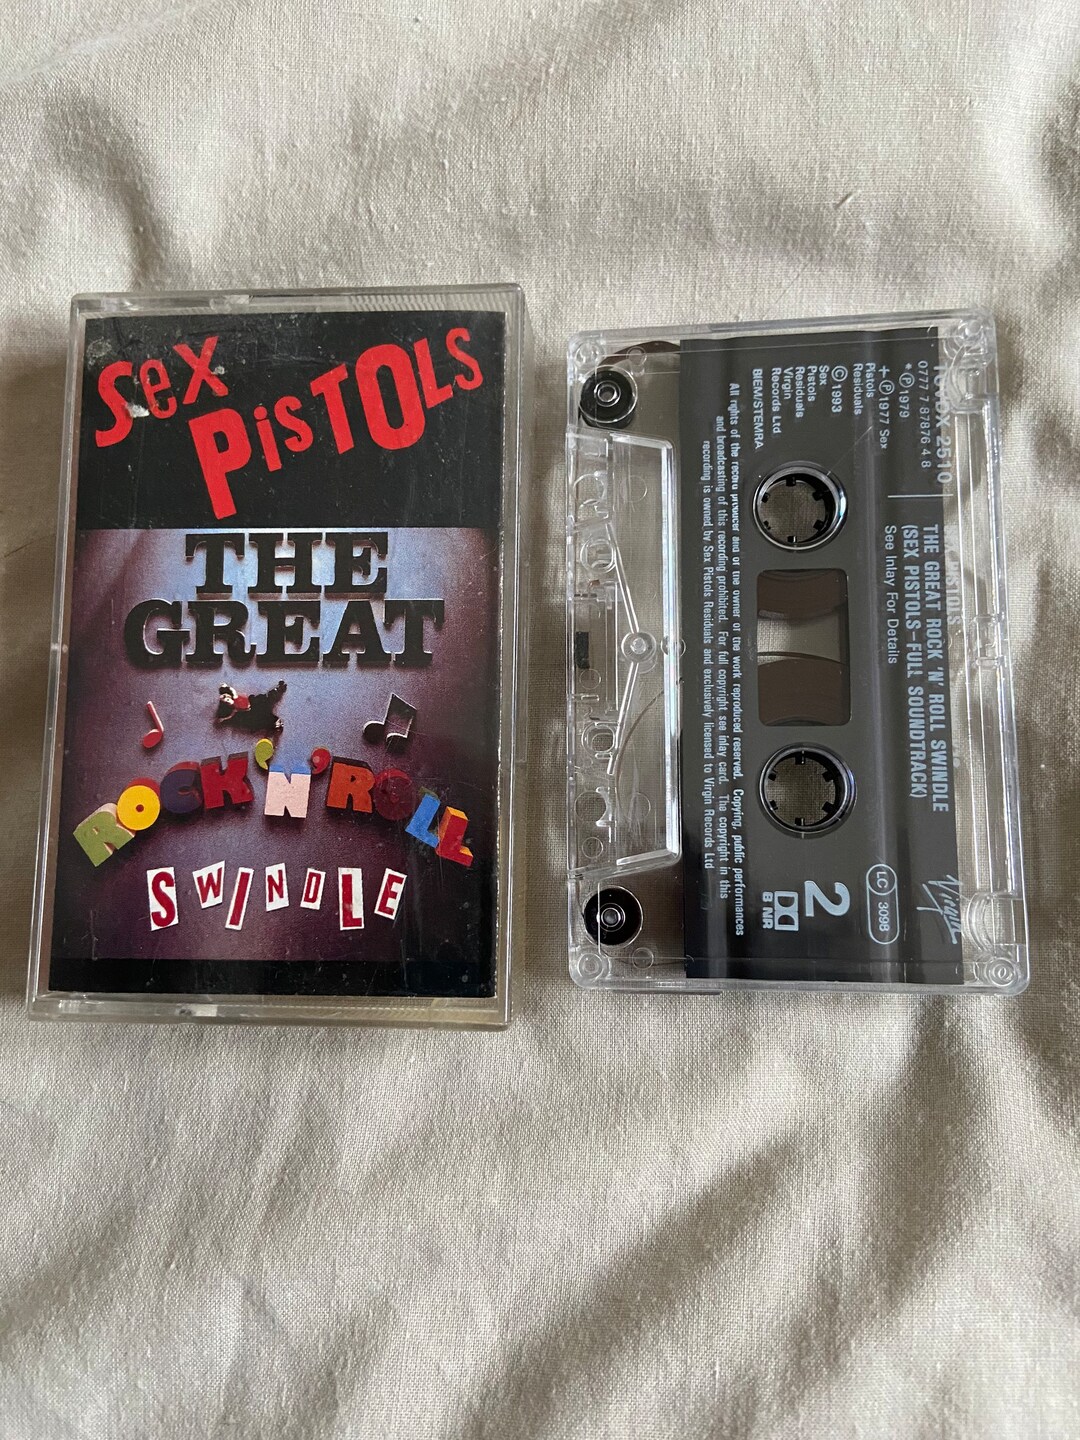 Sex
PiSTOLS
THE
GREAT
ROCK 'N' ROLL
SWINDLE
2510
0777 7 87876 4 8
* ℗ 1979
+ ℗ 1977 Sex
Pistols
Residuals
© 1993
Sex
Pistols
Residuals
Virgin
Records Ltd
BIEM/STEMRA
PISTOLS
THE GREAT ROCK 'N' ROLL SWINDLE
(SEX PISTOLS–FULL SOUNDTRACK)
See Inlay For Details
All rights of the record producer and of the owner of the work reproduced reserved. Copying, public performances
and broadcasting of this recording prohibited. For full copyright see inlay card. The copyright in this
recording is owned by Sex Pistols Residuals and exclusively licensed to Virgin Records Ltd
Virgin
LC 3098
2
B NR